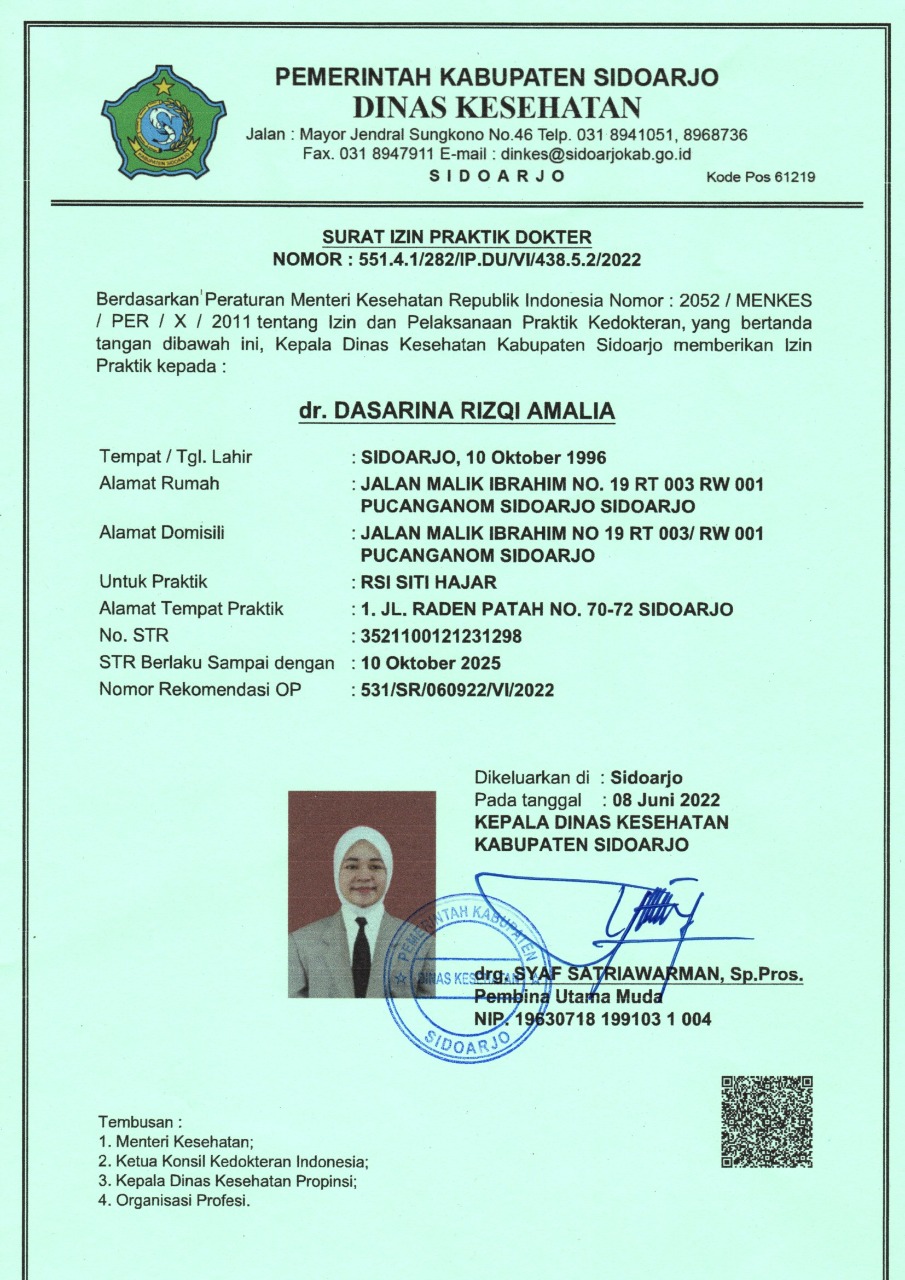 PEMERINTAH KABUPATEN SIDOARJO
DINAS KESEHATAN
Jalan : Mayor Jendral Sungkono No.46 Telp. 031 8941051, 8968736
Fax. 031 8947911 E-mail : dinkes@sidoarjokab.go.id
S I D O A R J O
Kode Pos 61219
KABUPATEN SIDOARJO
SURAT IZIN PRAKTIK DOKTER
NOMOR : 551.4.1/282/IP.DU/VI/438.5.2/2022
Berdasarkan Peraturan Menteri Kesehatan Republik Indonesia Nomor : 2052 / MENKES
/ PER / X / 2011 tentang Izin dan Pelaksanaan Praktik Kedokteran, yang bertanda
tangan dibawah ini, Kepala Dinas Kesehatan Kabupaten Sidoarjo memberikan Izin
Praktik kepada :
dr. DASARINA RIZQI AMALIA
Tempat / Tgl. Lahir : SIDOARJO, 10 Oktober 1996
Alamat Rumah : JALAN MALIK IBRAHIM NO. 19 RT 003 RW 001
PUCANGANOM SIDOARJO SIDOARJO
Alamat Domisili : JALAN MALIK IBRAHIM NO 19 RT 003/ RW 001
PUCANGANOM SIDOARJO
Untuk Praktik : RSI SITI HAJAR
Alamat Tempat Praktik : 1. JL. RADEN PATAH NO. 70-72 SIDOARJO
No. STR : 3521100121231298
STR Berlaku Sampai dengan : 10 Oktober 2025
Nomor Rekomendasi OP : 531/SR/060922/VI/2022
Dikeluarkan di : Sidoarjo
Pada tanggal : 08 Juni 2022
KEPALA DINAS KESEHATAN
KABUPATEN SIDOARJO
PEMERINTAH KABUPATEN
DINAS KESEHATAN
SIDOARJO
drg. SYAF SATRIAWARMAN, Sp.Pros.
Pembina Utama Muda
NIP. 19630718 199103 1 004
Tembusan :
1. Menteri Kesehatan;
2. Ketua Konsil Kedokteran Indonesia;
3. Kepala Dinas Kesehatan Propinsi;
4. Organisasi Profesi.